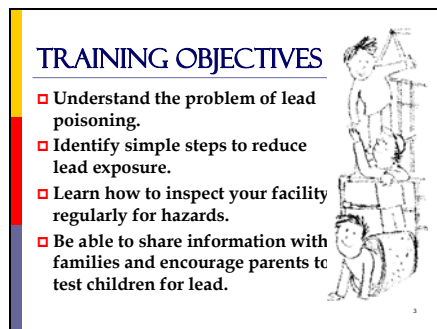 TRAINING OBJECTIVES
Understand the problem of lead
poisoning.
Identify simple steps to reduce
lead exposure.
Learn how to inspect your facility
regularly for hazards.
Be able to share information with
families and encourage parents to
test children for lead.
3